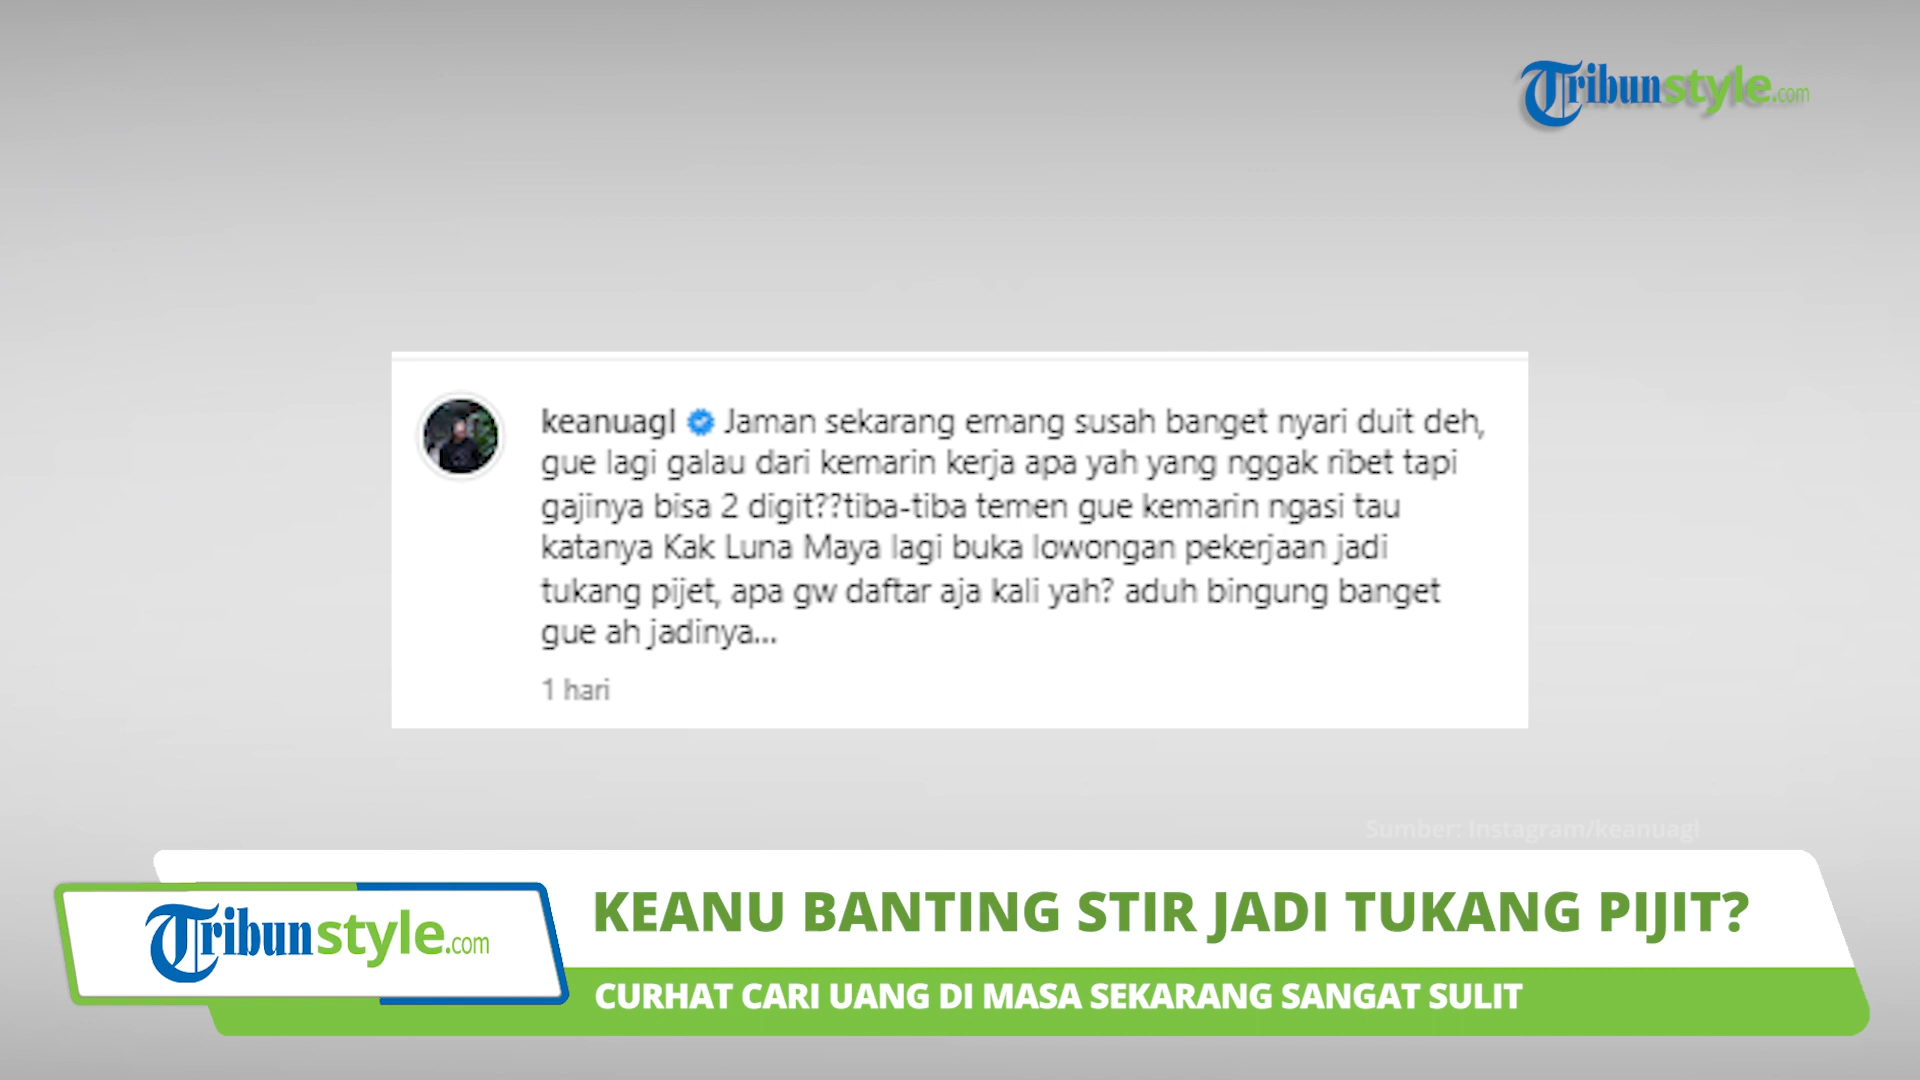 Tribunstyle.com
keanuagl Jaman sekarang emang susah banget nyari duit deh,
gue lagi galau dari kemarin kerja apa yah yang nggak ribet tapi
gajinya bisa 2 digit??tiba-tiba temen gue kemarin ngasi tau
katanya Kak Luna Maya lagi buka lowongan pekerjaan jadi
tukang pijet, apa gw daftar aja kali yah? aduh bingung banget
gue ah jadinya...
1 hari
Sumber: Instagram/keanuagl
KEANU BANTING STIR JADI TUKANG PIJIT?
Tribunstyle.com
CURHAT CARI UANG DI MASA SEKARANG SANGAT SULIT